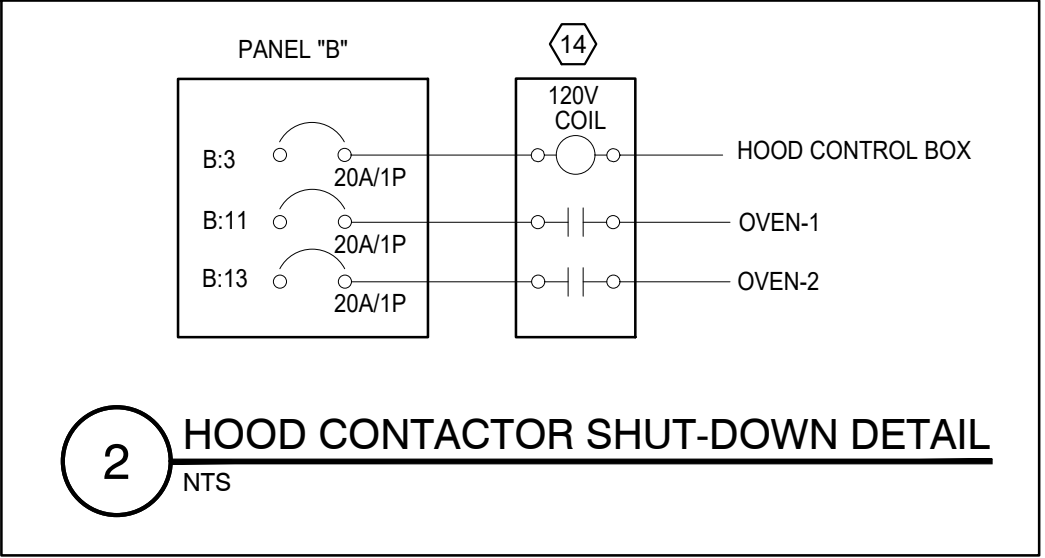 PANEL "B"
14
120V
COIL
B:3
20A/1P
HOOD CONTROL BOX
B:11
20A/1P
OVEN-1
B:13
20A/1P
OVEN-2
2
HOOD CONTACTOR SHUT-DOWN DETAIL
NTS